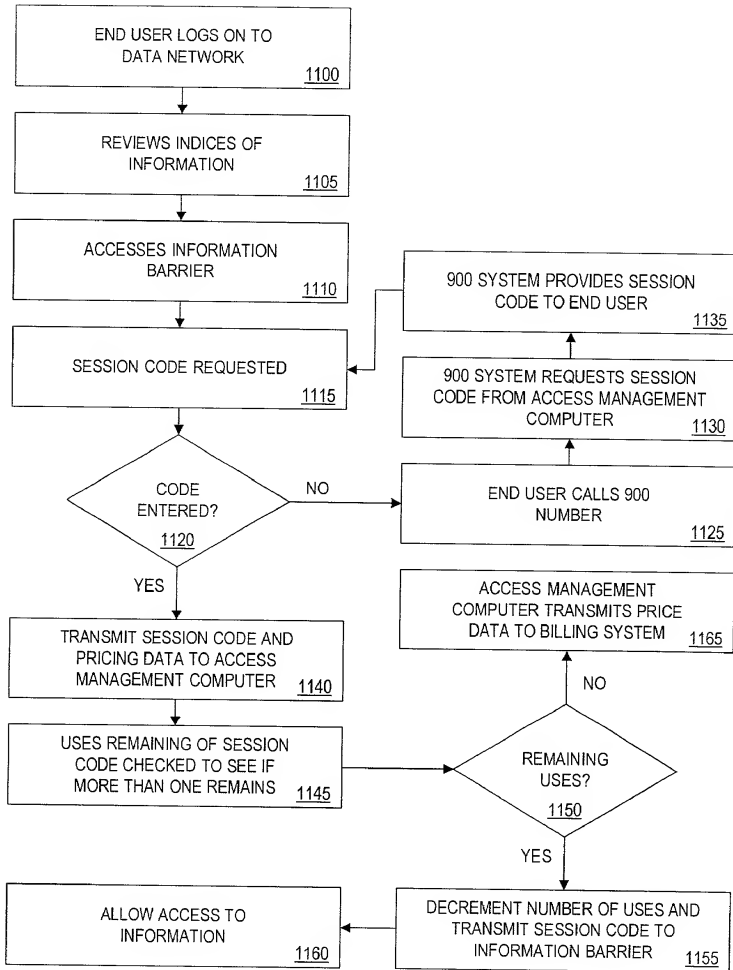 END USER LOGS ON TO
DATA NETWORK
1100
REVIEWS INDICES OF
INFORMATION
1105
ACCESSES INFORMATION
BARRIER
1110
SESSION CODE REQUESTED
1115
CODE
ENTERED?
1120
NO
YES
END USER CALLS 900
NUMBER
1125
900 SYSTEM REQUESTS SESSION
CODE FROM ACCESS MANAGEMENT
COMPUTER
1130
900 SYSTEM PROVIDES SESSION
CODE TO END USER
1135
TRANSMIT SESSION CODE AND
PRICING DATA TO ACCESS
MANAGEMENT COMPUTER
1140
USES REMAINING OF SESSION
CODE CHECKED TO SEE IF
MORE THAN ONE REMAINS
1145
REMAINING
USES?
1150
NO
ACCESS MANAGEMENT
COMPUTER TRANSMITS PRICE
DATA TO BILLING SYSTEM
1165
YES
DECREMENT NUMBER OF USES AND
TRANSMIT SESSION CODE TO
INFORMATION BARRIER
1155
ALLOW ACCESS TO
INFORMATION
1160